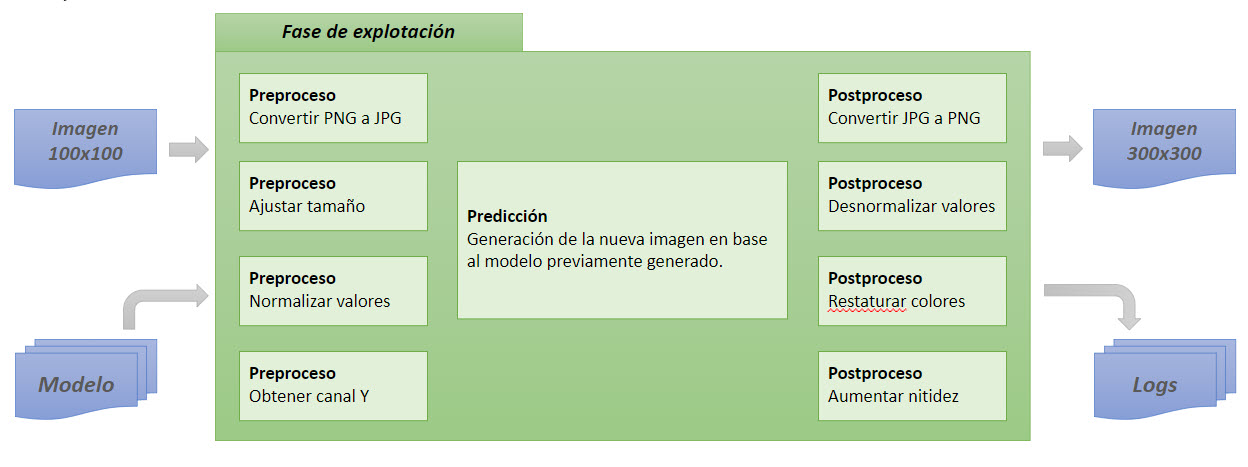 Fase de explotación
Imagen
100x100
Modelo
Preproceso
Convertir PNG a JPG
Preproceso
Ajustar tamaño
Preproceso
Normalizar valores
Preproceso
Obtener canal Y
Predicción
Generación de la nueva imagen en base
al modelo previamente generado.
Postproceso
Convertir JPG a PNG
Postproceso
Desnormalizar valores
Postproceso
Restaturar colores
Postproceso
Aumentar nitidez
Imagen
300x300
Logs